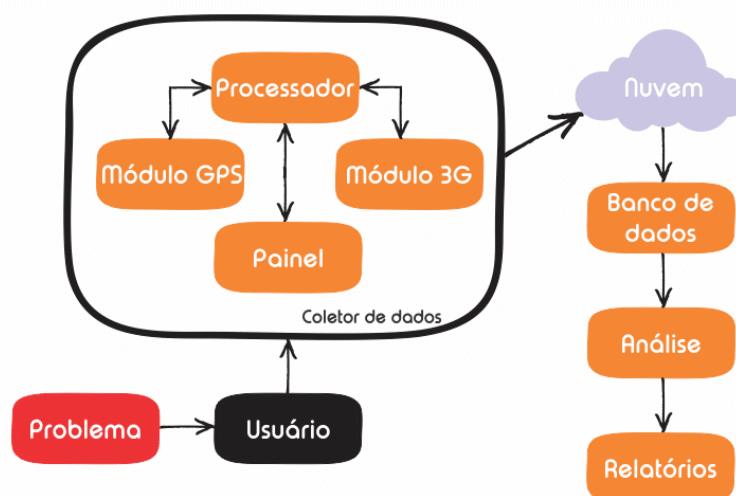 Processador
Módulo GPS
Módulo 3G
Painel
Coletor de dados
Problema
Usuário
Nuvem
Banco de
dados
Análise
Relatórios